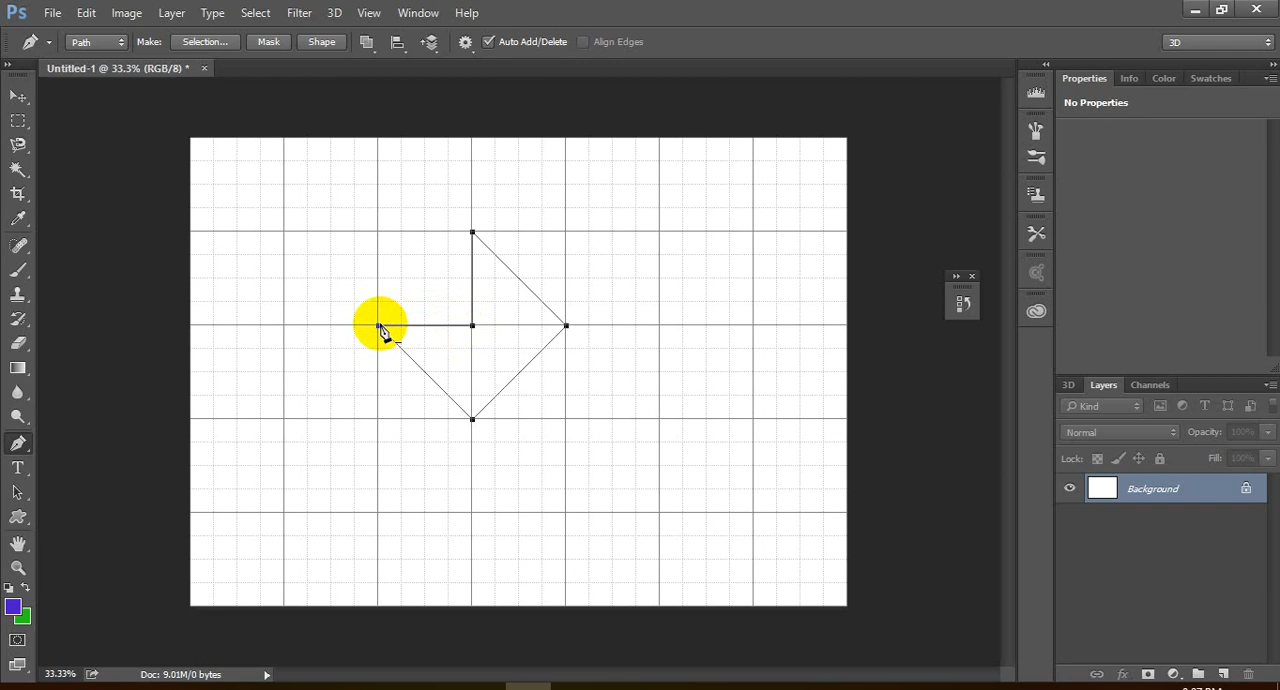 Ps File Edit Image Layer Type Select Filter 3D View Window Help
Path Make: Selection... Mask Shape Auto Add/Delete Align Edges 3D
Untitled-1 @ 33.3% (RGB/8) *
Properties Info Color Swatches
No Properties
3D Layers Channels
Kind
Normal Opacity: 100%
Lock: Fill: 100%
Background
33.33% Doc: 9.01M/0 bytes